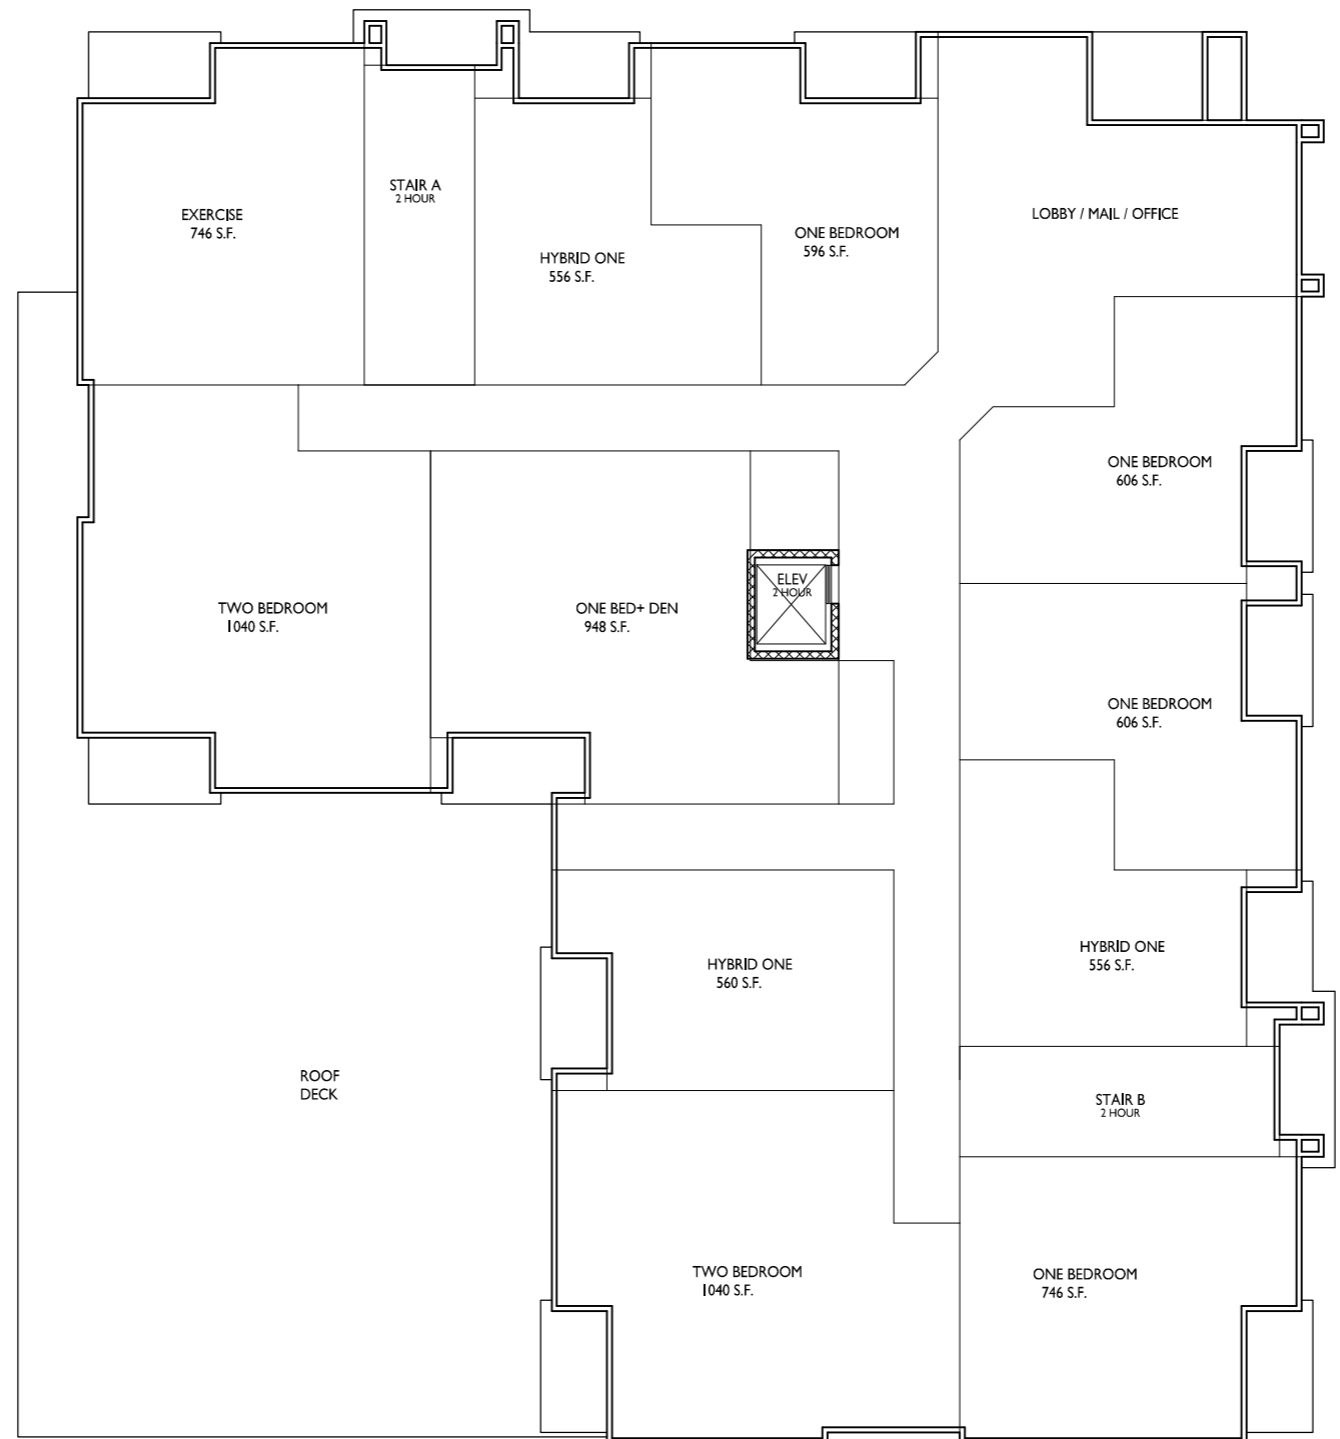 STAIR A
2 HOUR
EXERCISE
746 S.F.
LOBBY / MAIL / OFFICE
ONE BEDROOM
596 S.F.
HYBRID ONE
556 S.F.
ONE BEDROOM
606 S.F.
ELEV
2 HOUR
TWO BEDROOM
1040 S.F.
ONE BED+ DEN
948 S.F.
ONE BEDROOM
606 S.F.
HYBRID ONE
556 S.F.
HYBRID ONE
560 S.F.
ROOF
DECK
STAIR B
2 HOUR
TWO BEDROOM
1040 S.F.
ONE BEDROOM
746 S.F.